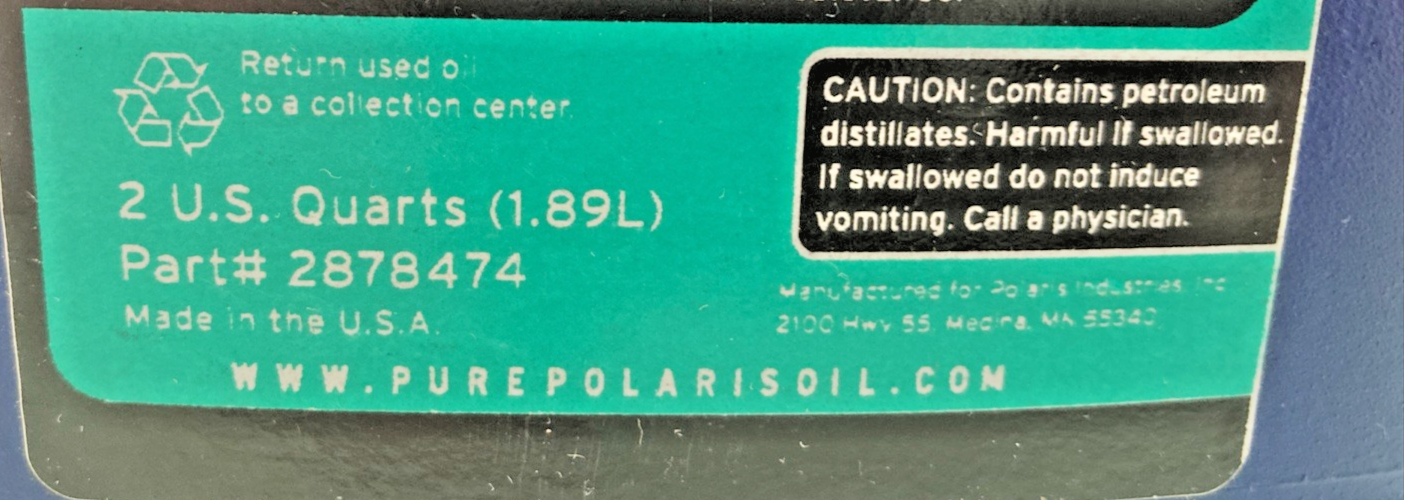 Return used oil
to a collection center.
2 U.S. Quarts (1.89L)
Part# 2878474
Made in the U.S.A.
CAUTION: Contains petroleum
distillates. Harmful if swallowed.
If swallowed do not induce
vomiting. Call a physician.
Manufactured for Polaris Industries, Inc.
2100 Hwy 55, Medina, MN 55340
WWW.PUREPOLARISOIL.COM